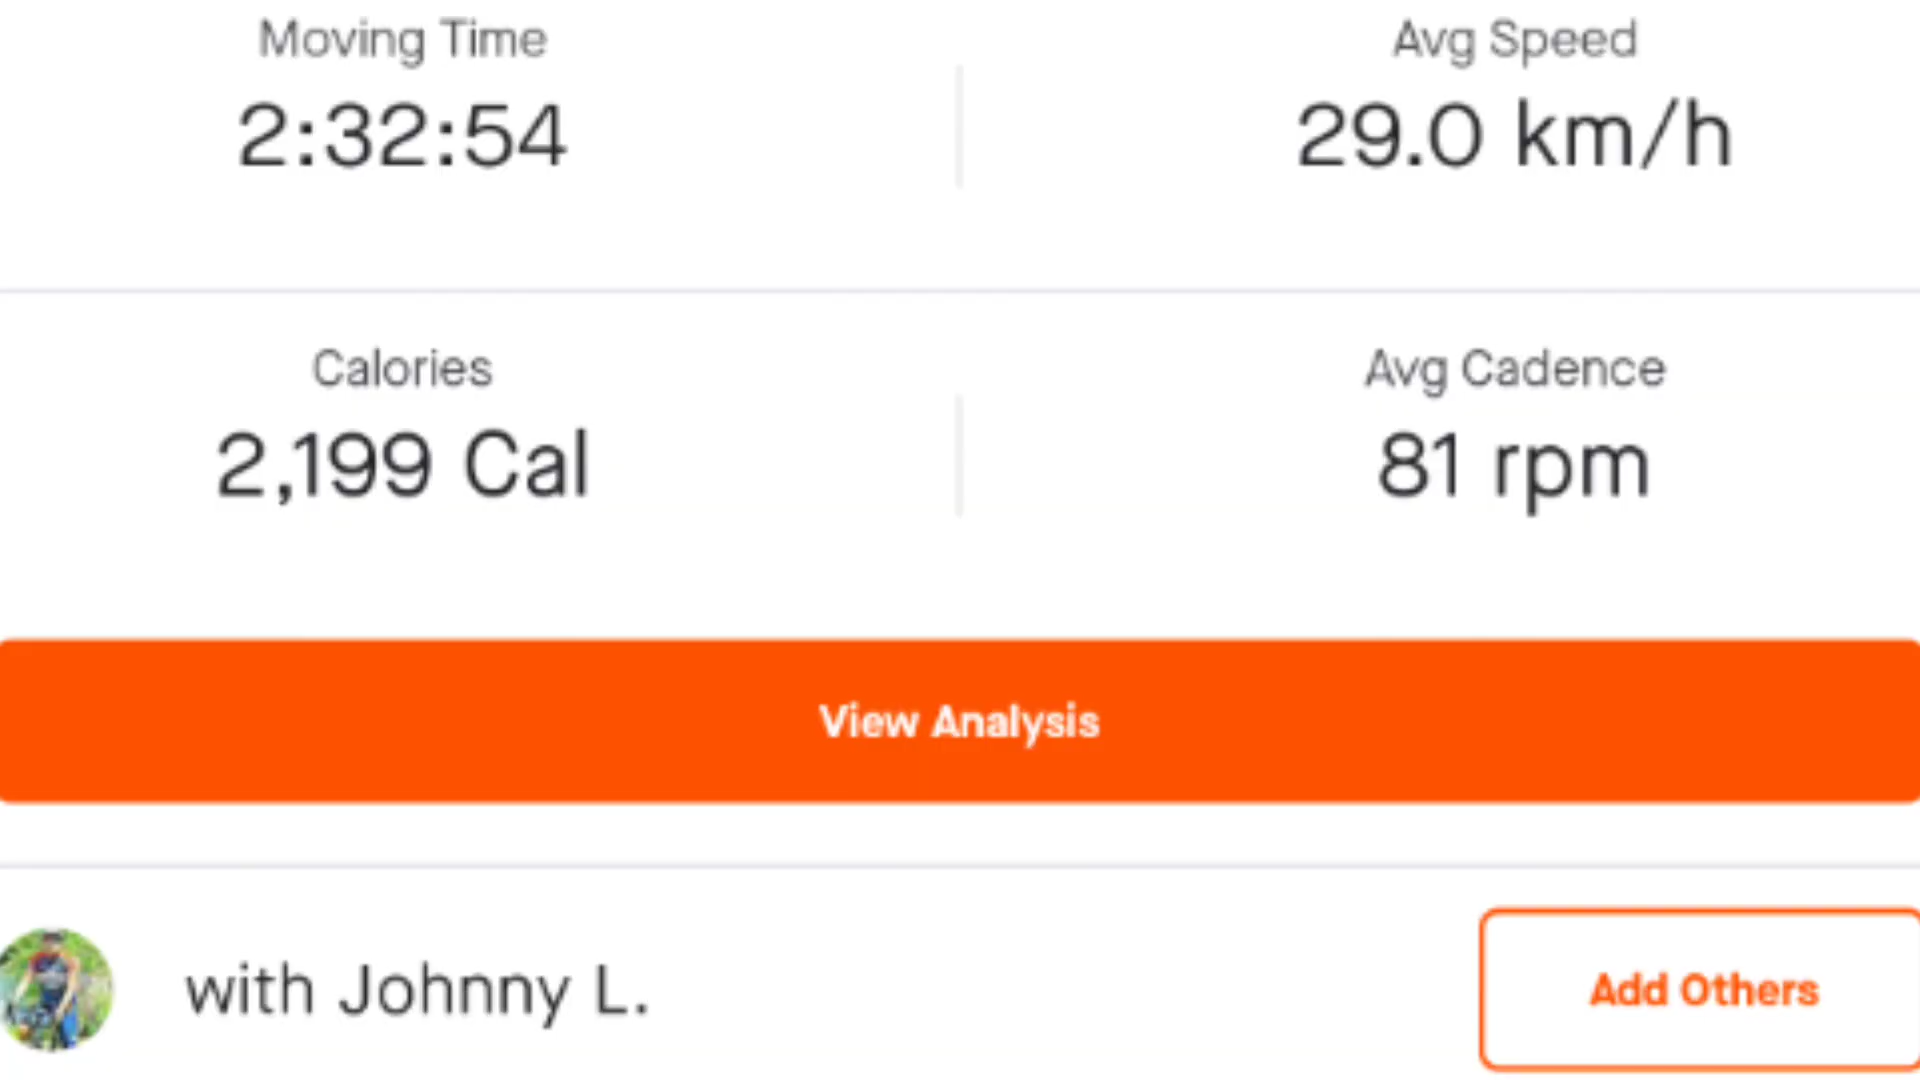 Moving Time
Avg Speed
2:32:54
29.0 km/h
Calories
Avg Cadence
2,199 Cal
81 rpm
View Analysis
with Johnny L.
Add Others